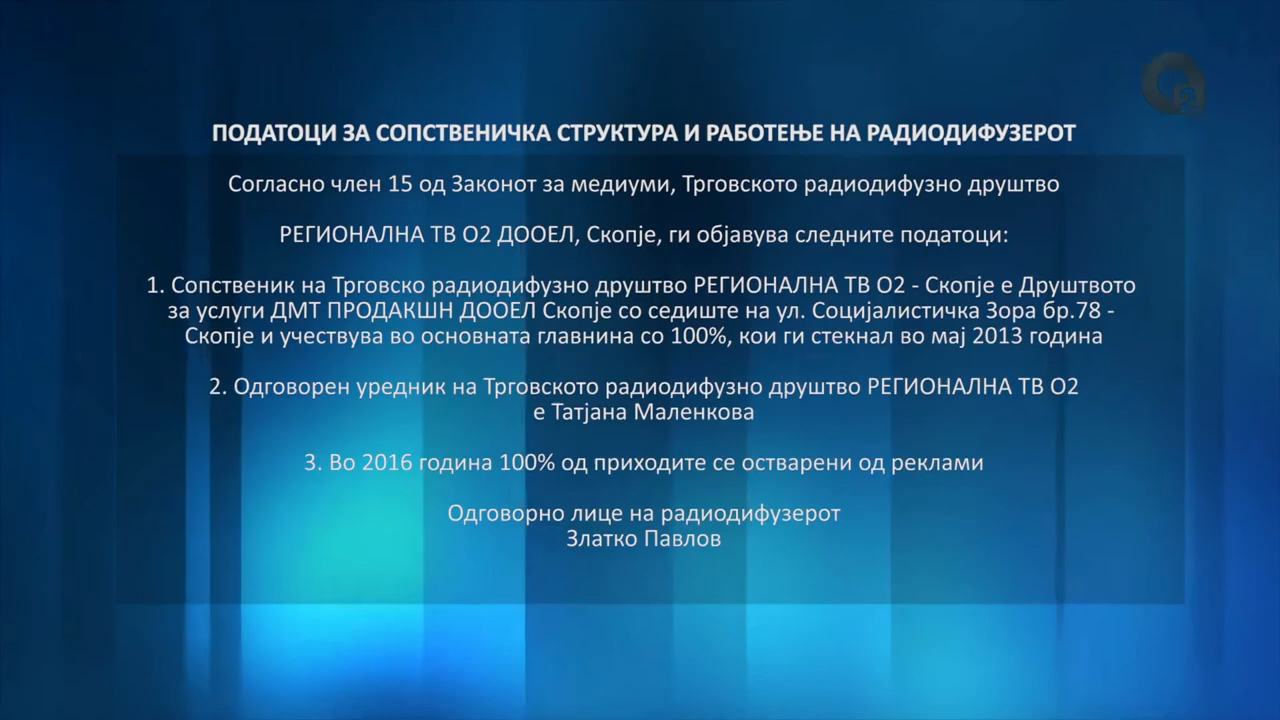 ПОДАТОЦИ ЗА СОПСТВЕНИЧКА СТРУКТУРА И РАБОТЕЊЕ НА РАДИОДИФУЗЕРОТ
Согласно член 15 од Законот за медиуми, Трговското радиодифузно друштво
РЕГИОНАЛНА ТВ О2 ДООЕЛ, Скопје, ги објавува следните податоци:
1. Сопственик на Трговско радиодифузно друштво РЕГИОНАЛНА ТВ О2 - Скопје е Друштвото
за услуги ДМТ ПРОДАКШН ДООЕЛ Скопје со седиште на ул. Социјалистичка Зора бр.78 -
Скопје и учествува во основната главнина со 100%, кои ги стекнал во мај 2013 година
2. Одговорен уредник на Трговското радиодифузно друштво РЕГИОНАЛНА ТВ О2
е Татјана Маленкова
3. Во 2016 година 100% од приходите се остварени од реклами
Одговорно лице на радиодифузерот
Златко Павлов